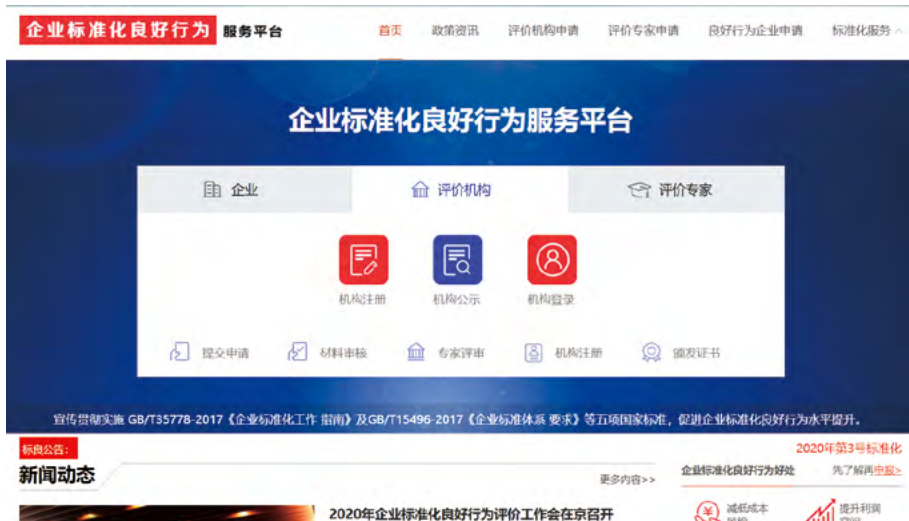 企业标准化良好行为 服务平台 首页 政策资讯 评价机构申请 评价专家申请 良好行为企业申请 标准化服务
企业标准化良好行为服务平台
企业 评价机构 评价专家
机构注册 机构公示 机构登录
提交申请 材料审核 专家评审 机构注册 颁发证书
宣传贯彻实施 GB/T35778-2017《企业标准化工作 指南》及GB/T15496-2017《企业标准体系 要求》等五项国家标准，促进企业标准化良好行为水平提升。
标良公告： 2020年第3号标准化
新闻动态 更多内容>> 企业标准化良好行为好处 先了解再申报>
2020年企业标准化良好行为评价工作会在京召开 减低成本 提升利润